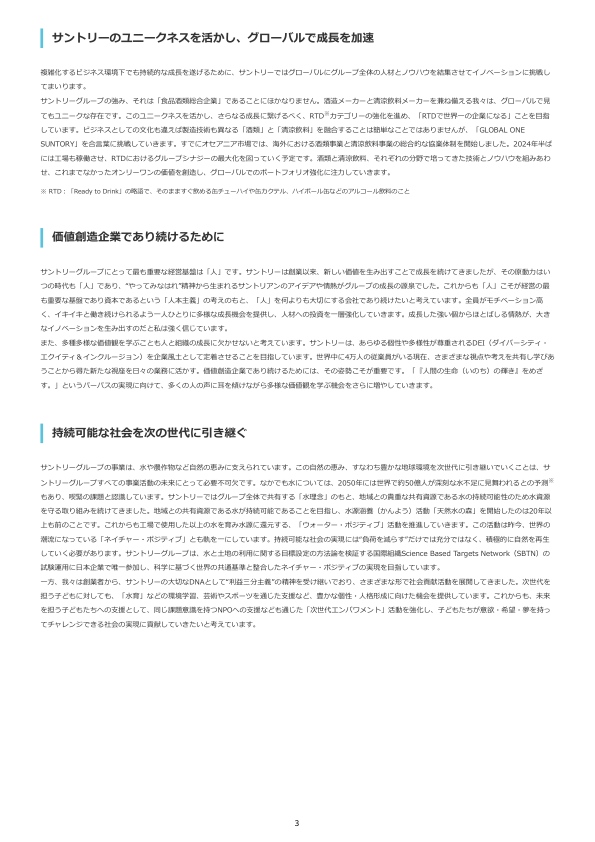 サントリーのユニークネスを活かし、グローバルで成長を加速
複雑化するビジネス環境下でも持続的な成長を遂げるために、サントリーではグローバルにグループ全体の人材とノウハウを結集させてイノベーションに挑戦し
てまいります。
サントリーグループの強み、それは「食品酒類総合企業」であることにほかなりません。酒造メーカーと清涼飲料メーカーを兼ね備える我々は、グローバルで見
てもユニークな存在です。このユニークネスを活かし、さらなる成長に繋げるべく、RTD※カテゴリーの強化を進め、「RTDで世界一の企業になる」ことを目指
しています。ビジネスとしての文化も違えば製造技術も異なる「酒類」と「清涼飲料」を融合することは簡単なことではありませんが、「GLOBAL ONE
SUNTORY」を合言葉に挑戦していきます。すでにオセアニア市場では、海外における酒類事業と清涼飲料事業の総合的な協業体制を開始しました。2024年半ば
には工場も稼働させ、RTDにおけるグループシナジーの最大化を図っていく予定です。酒類と清涼飲料、それぞれの分野で培ってきた技術とノウハウを組みあわ
せ、これまでなかったオンリーワンの価値を創造し、グローバルでのポートフォリオ強化に注力していきます。
※ RTD：「Ready to Drink」の略語で、そのまますぐ飲める缶チューハイや缶カクテル、ハイボール缶などのアルコール飲料のこと
価値創造企業であり続けるために
サントリーグループにとって最も重要な経営基盤は「人」です。サントリーは創業以来、新しい価値を生み出すことで成長を続けてきましたが、その原動力はい
つの時代も「人」であり、“やってみなはれ”精神から生まれるサントリアンのアイデアや情熱がグループの成長の源泉でした。これからも「人」こそが経営の最
も重要な基盤であり資本であるという「人本主義」の考えのもと、「人」を何よりも大切にする会社であり続けたいと考えています。全員がモチベーション高
く、イキイキと働き続けられるよう一人ひとりに多様な成長機会を提供し、人材への投資を一層強化していきます。成長した強い個からほとばしる情熱が、大き
なイノベーションを生み出すのだと私は強く信じています。
また、多種多様な価値観を学ぶことも人と組織の成長に欠かせないと考えています。サントリーは、あらゆる個性や多様性が尊重されるDEI（ダイバーシティ・
エクイティ＆インクルージョン）を企業風土として定着させることを目指しています。世界中に4万人の従業員がいる現在、さまざまな視点や考えを共有し学びあ
うことから得た新たな視座を日々の業務に活かす。価値創造企業であり続けるためには、その姿勢こそが重要です。「『人間の生命（いのち）の輝き』をめざ
す。」というパーパスの実現に向けて、多くの人の声に耳を傾けながら多様な価値観を学ぶ機会をさらに増やしていきます。
持続可能な社会を次の世代に引き継ぐ
サントリーグループの事業は、水や農作物など自然の恵みに支えられています。この自然の恵み、すなわち豊かな地球環境を次世代に引き継いでいくことは、サ
ントリーグループすべての事業活動の未来にとって必要不可欠です。なかでも水については、2050年には世界で約50億人が深刻な水不足に見舞われるとの予測※
もあり、喫緊の課題と認識しています。サントリーではグループ全体で共有する「水理念」のもと、地域との貴重な共有資源である水の持続可能性のため水資源
を守る取り組みを続けてきました。地域との共有資源である水が持続可能であることを目指し、水源涵養（かんよう）活動「天然水の森」を開始したのは20年以
上も前のことです。これからも工場で使用した以上の水を育み水源に還元する、「ウォーター・ポジティブ」活動を推進していきます。この活動は昨今、世界の
潮流になっている「ネイチャー・ポジティブ」とも軌を一にしています。持続可能な社会の実現には“負荷を減らす”だけでは充分ではなく、積極的に自然を再生
していく必要があります。サントリーグループは、水と土地の利用に関する目標設定の方法論を検証する国際組織Science Based Targets Network（SBTN）の
試験運用に日本企業で唯一参加し、科学に基づく世界の共通基準と整合したネイチャー・ポジティブの実現を目指しています。
一方、我々は創業者から、サントリーの大切なDNAとして“利益三分主義”の精神を受け継いでおり、さまざまな形で社会貢献活動を展開してきました。次世代を
担う子どもに対しても、「水育」などの環境学習、芸術やスポーツを通じた支援など、豊かな個性・人格形成に向けた機会を提供しています。これからも、未来
を担う子どもたちへの支援として、同じ課題意識を持つNPOへの支援なども通じた「次世代エンパワメント」活動を強化し、子どもたちが意欲・希望・夢を持っ
てチャレンジできる社会の実現に貢献していきたいと考えています。
3